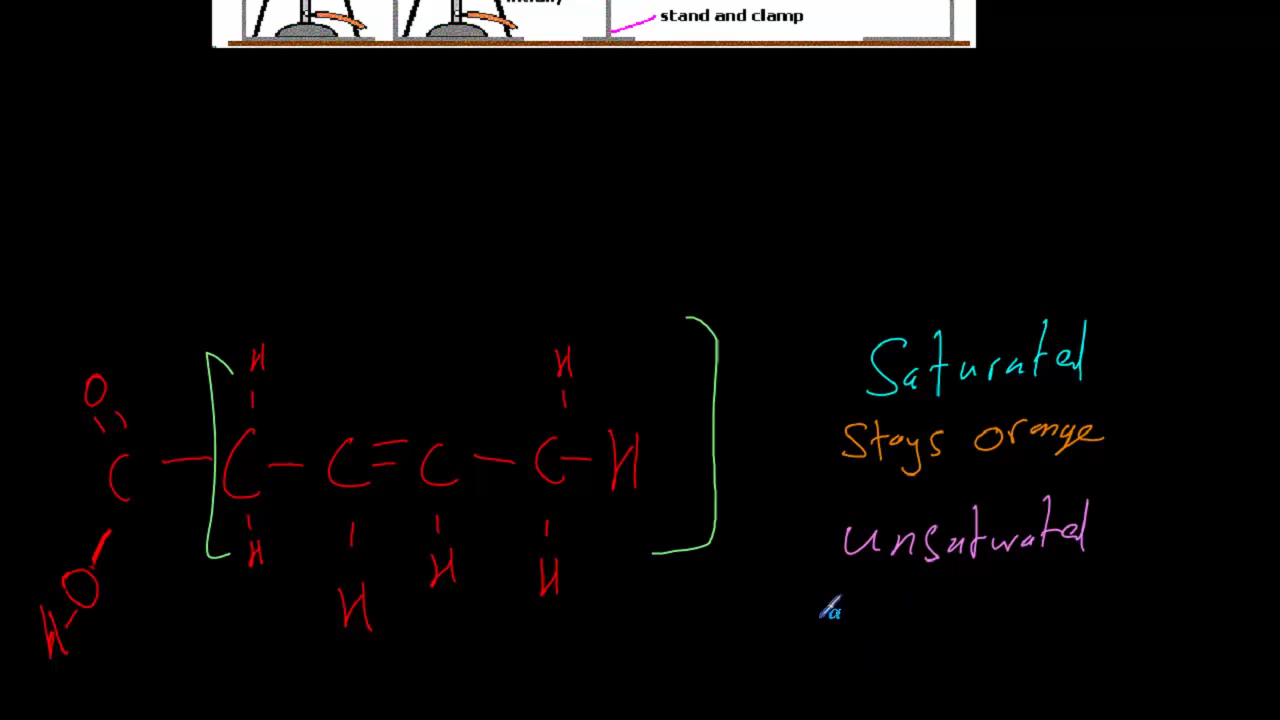 stand and clamp
H H
O
C — C — C = C — C — H
H H H
H
O
H
Saturated
Stays orange
Unsaturated